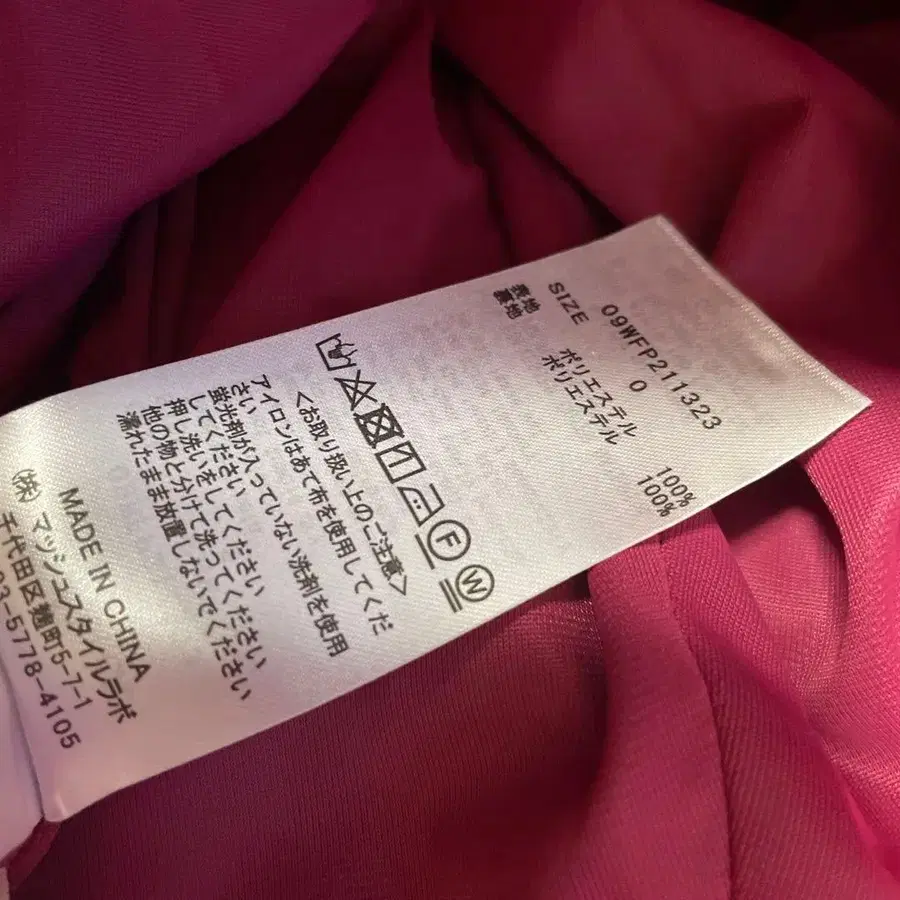 09WFP211323
SIZE 0
表地 ポリエステル 100%
裏地 ポリエステル 100%
F W
<お取り扱い上のご注意>
アイロンはあて布を使用してくだ
さい
蛍光剤が入っていない洗剤を使用
してください
押し洗いをしてください
他の物と分けて洗ってください
濡れたまま放置しないでください
MADE IN CHINA
(株) マッシュスタイルラボ
千代田区麹町5-7-1
03-5778-4105